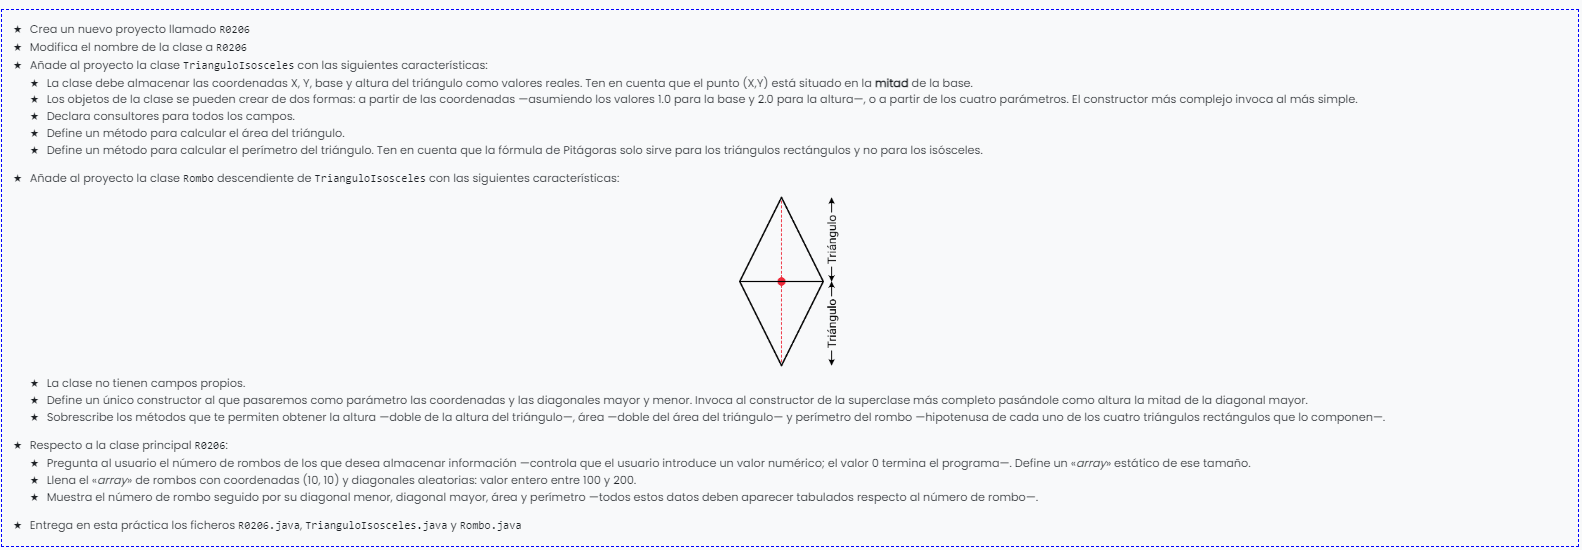 ★ Crea un nuevo proyecto llamado R0206
★ Modifica el nombre de la clase a R0206
★ Añade al proyecto la clase TrianguloIsosceles con las siguientes características:
★ La clase debe almacenar las coordenadas X, Y, base y altura del triángulo como valores reales. Ten en cuenta que el punto (X,Y) está situado en la mitad de la base.
★ Los objetos de la clase se pueden crear de dos formas: a partir de las coordenadas —asumiendo los valores 1.0 para la base y 2.0 para la altura—, o a partir de los cuatro parámetros. El constructor más complejo invoca al más simple.
★ Declara consultores para todos los campos.
★ Define un método para calcular el área del triángulo.
★ Define un método para calcular el perímetro del triángulo. Ten en cuenta que la fórmula de Pitágoras solo sirve para los triángulos rectángulos y no para los isósceles.
★ Añade al proyecto la clase Rombo descendiente de TrianguloIsosceles con las siguientes características:
Triángulo
Triángulo
★ La clase no tienen campos propios.
★ Define un único constructor al que pasaremos como parámetro las coordenadas y las diagonales mayor y menor. Invoca al constructor de la superclase más completo pasándole como altura la mitad de la diagonal mayor.
★ Sobrescribe los métodos que te permiten obtener la altura —doble de la altura del triángulo—, área —doble del área del triángulo— y perímetro del rombo —hipotenusa de cada uno de los cuatro triángulos rectángulos que lo componen—.
★ Respecto a la clase principal R0206:
★ Pregunta al usuario el número de rombos de los que desea almacenar información —controla que el usuario introduce un valor numérico; el valor 0 termina el programa—. Define un «array» estático de ese tamaño.
★ Llena el «array» de rombos con coordenadas (10, 10) y diagonales aleatorias: valor entero entre 100 y 200.
★ Muestra el número de rombo seguido por su diagonal menor, diagonal mayor, área y perímetro —todos estos datos deben aparecer tabulados respecto al número de rombo—.
★ Entrega en esta práctica los ficheros R0206.java, TrianguloIsosceles.java y Rombo.java